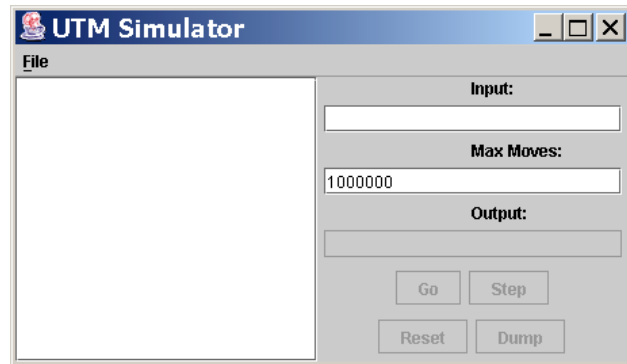 UTM Simulator
File
Input:
Max Moves:
1000000
Output:
Go Step
Reset Dump